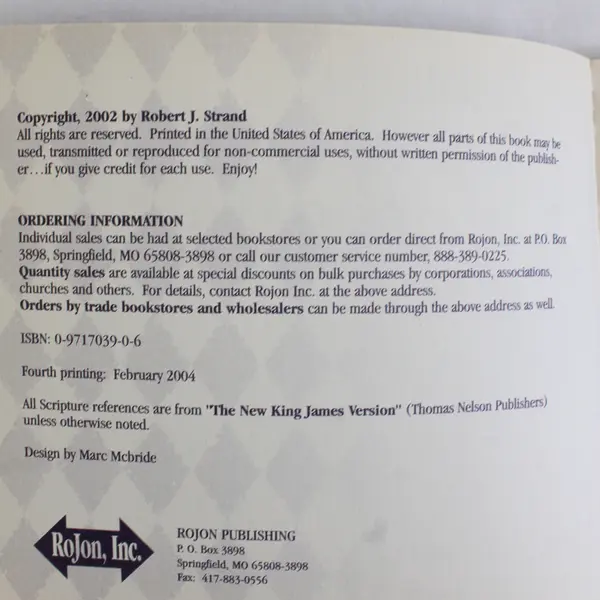 Copyright, 2002 by Robert J. Strand
All rights are reserved. Printed in the United States of America. However all parts of this book may be
used, transmitted or reproduced for non-commercial uses, without written permission of the publish-
er...if you give credit for each use. Enjoy!
ORDERING INFORMATION
Individual sales can be had at selected bookstores or you can order direct from Rojon, Inc. at P.O. Box
3898, Springfield, MO 65808-3898 or call our customer service number, 888-389-0225.
Quantity sales are available at special discounts on bulk purchases by corporations, associations,
churches and others. For details, contact Rojon Inc. at the above address.
Orders by trade bookstores and wholesalers can be made through the above address as well.
ISBN: 0-9717039-0-6
Fourth printing: February 2004
All Scripture references are from "The New King James Version" (Thomas Nelson Publishers)
unless otherwise noted.
Design by Marc Mcbride
RoJon, Inc.
ROJON PUBLISHING
P. O. Box 3898
Springfield, MO 65808-3898
Fax: 417-883-0556